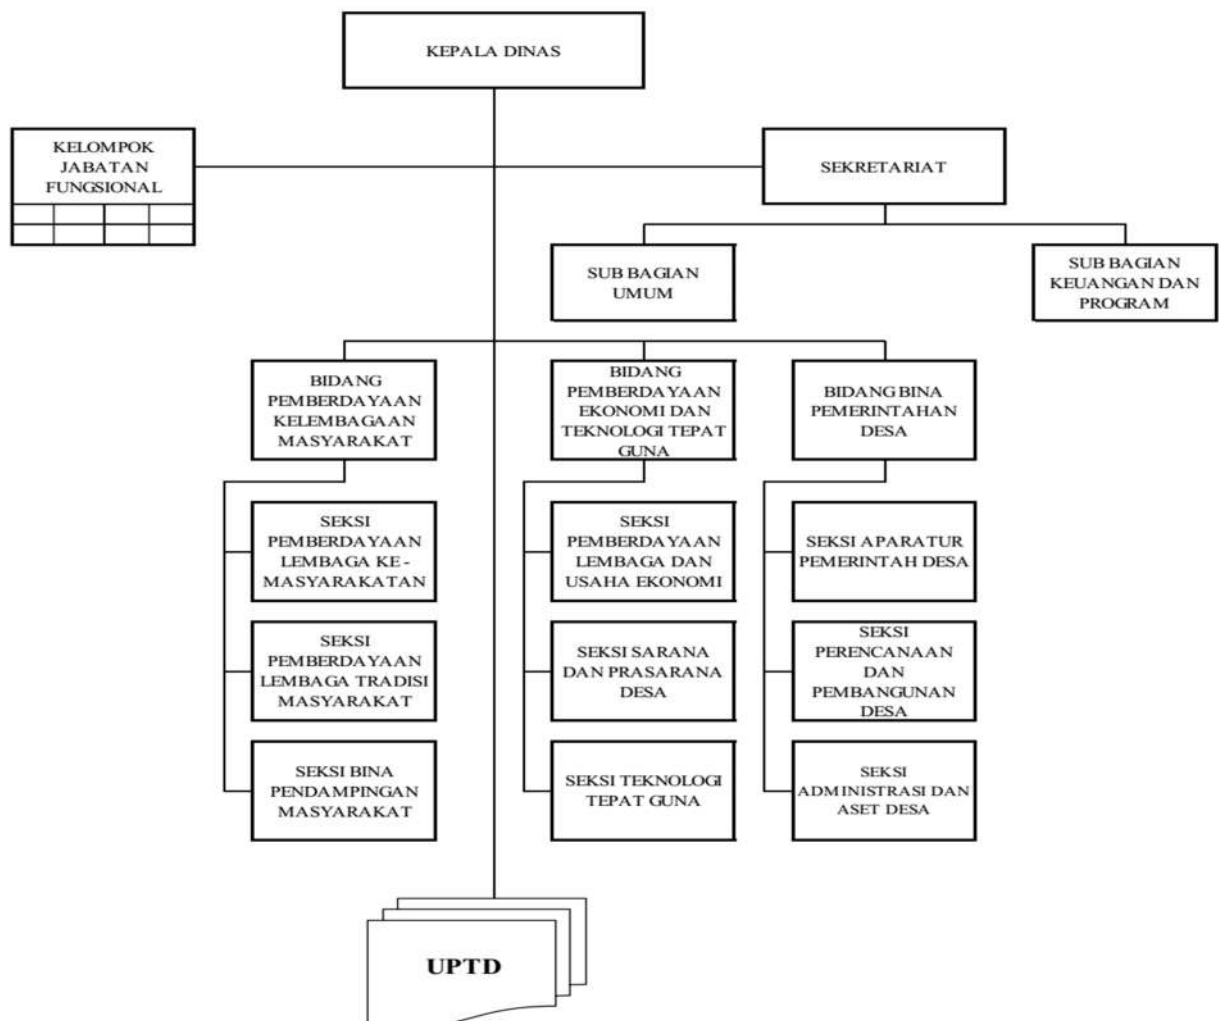 KEPALA DINAS
KELOMPOK
JABATAN
FUNGSIONAL
SEKRETARIAT
SUB BAGIAN
UMUM
SUB BAGIAN
KEUANGAN DAN
PROGRAM
BIDANG
PEMBERDAYAAN
KELEMBAGAAN
MASYARAKAT
BIDANG
PEMBERDAYAAN
EKONOMI DAN
TEKNOLOGI TEPAT
GUNA
BIDANG BINA
PEMERINTAHAN
DESA
SEKSI
PEMBERDAYAAN
LEMBAGA KE -
MASYARAKATAN
SEKSI
PEMBERDAYAAN
LEMBAGA DAN
USAHA EKONOMI
SEKSI APARATUR
PEMERINTAH DESA
SEKSI
PEMBERDAYAAN
LEMBAGA TRADISI
MASYARAKAT
SEKSI SARANA
DAN PRASARANA
DESA
SEKSI
PERENCANAAN
DAN
PEMBANGUNAN
DESA
SEKSI BINA
PENDAMPINGAN
MASYARAKAT
SEKSI TEKNOLOGI
TEPAT GUNA
SEKSI
ADMINISTRASI DAN
ASET DESA
UPTD